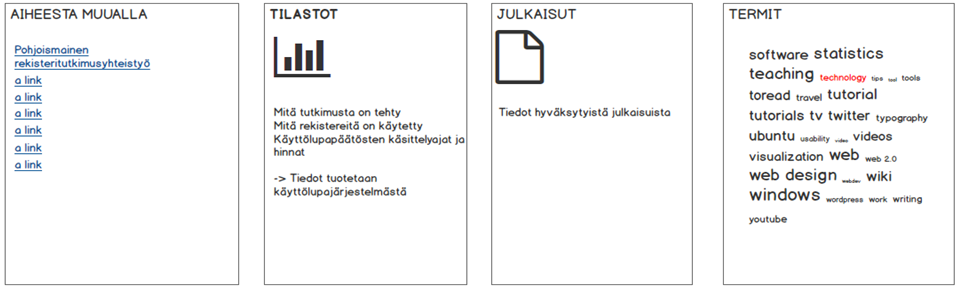 AIHEESTA MUUALLA
Pohjoismainen
rekisteritutkimusyhteistyö
a link
a link
a link
a link
a link
a link
TILASTOT
Mitä tutkimusta on tehty
Mitä rekistereitä on käytetty
Käyttölupapäätösten käsittelyajat ja
hinnat
-> Tiedot tuotetaan
käyttölupajärjestelmästä
JULKAISUT
Tiedot hyväksytyistä julkaisuista
TERMIT
software statistics
teaching technology tips tool tools
toread travel tutorial
tutorials tv twitter typography
ubuntu usability video videos
visualization web web 2.0
web design webdev wiki
windows wordpress work writing
youtube